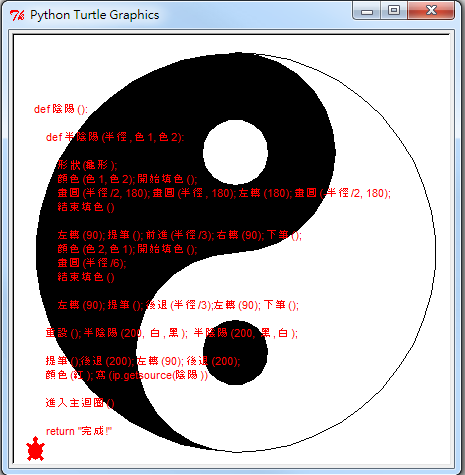 Python Turtle Graphics
def 陰陽 ():
def 半陰陽 (半徑 , 色 1, 色 2):
形狀 (龜形 );
顏色 (色 1, 色 2); 開始填色 ();
畫圓 (半徑 /2, 180); 畫圓 (半徑 , 180); 左轉 (180); 畫圓 (半徑 /2, 180);
結束填色 ()
左轉 (90); 提筆 (); 前進 (半徑 /3); 右轉 (90); 下筆 ();
顏色 (色 2, 色 1); 開始填色 ();
畫圓 (半徑 /6);
結束填色 ()
左轉 (90); 提筆 (); 後退 (半徑 /3);左轉 (90); 下筆 ();
重設 (); 半陰陽 (200, 白 , 黑 ); 半陰陽 (200, 黑 , 白 );
提筆 (); 後退 (200); 左轉 (90); 後退 (200);
顏色 (紅 ); 寫 (ip.getsource(陰陽 ))
進入主迴圈 ()
return "完成!"